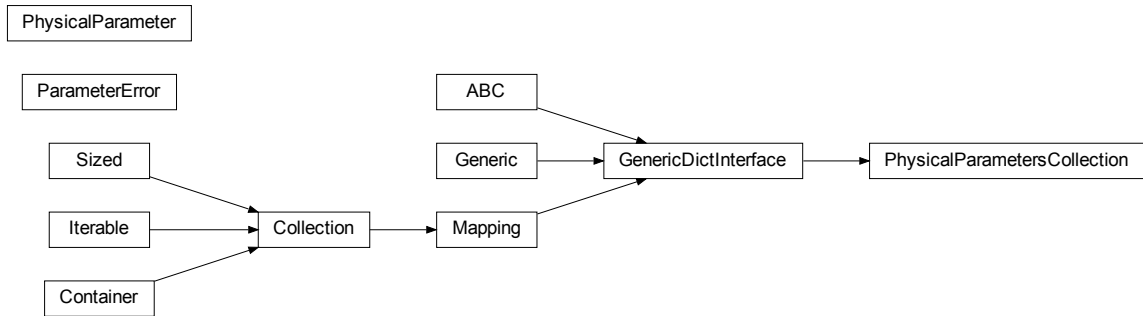 PhysicalParameter
ParameterError
ABC
Sized
Generic
GenericDictInterface
PhysicalParametersCollection
Iterable
Collection
Mapping
Container